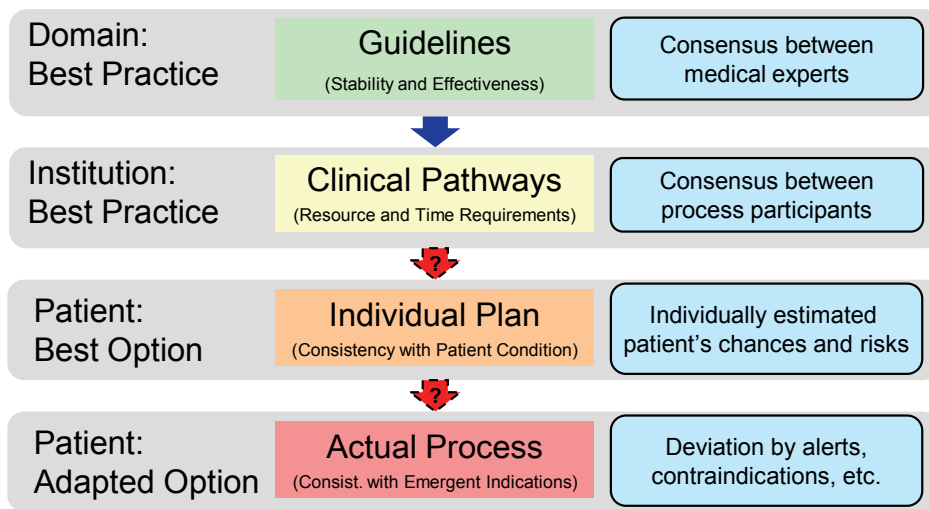 Domain:
Best Practice
Guidelines
(Stability and Effectiveness)
Consensus between
medical experts
Institution:
Best Practice
Clinical Pathways
(Resource and Time Requirements)
Consensus between
process participants
?
Patient:
Best Option
Individual Plan
(Consistency with Patient Condition)
Individually estimated
patient's chances and risks
?
Patient:
Adapted Option
Actual Process
(Consist. with Emergent Indications)
Deviation by alerts,
contraindications, etc.